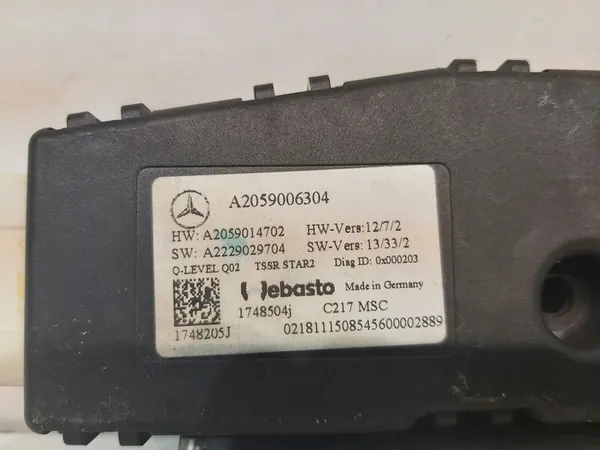 A2059006304
HW: A2059014702 HW-Vers: 12/7/2
SW: A2229029704 SW-Vers: 13/33/2
Q-LEVEL Q02 TSSR STAR2 Diag ID: 0x000203
Webasto Made in Germany
1748504j C217 MSC
1748205J 0218111508545600002889